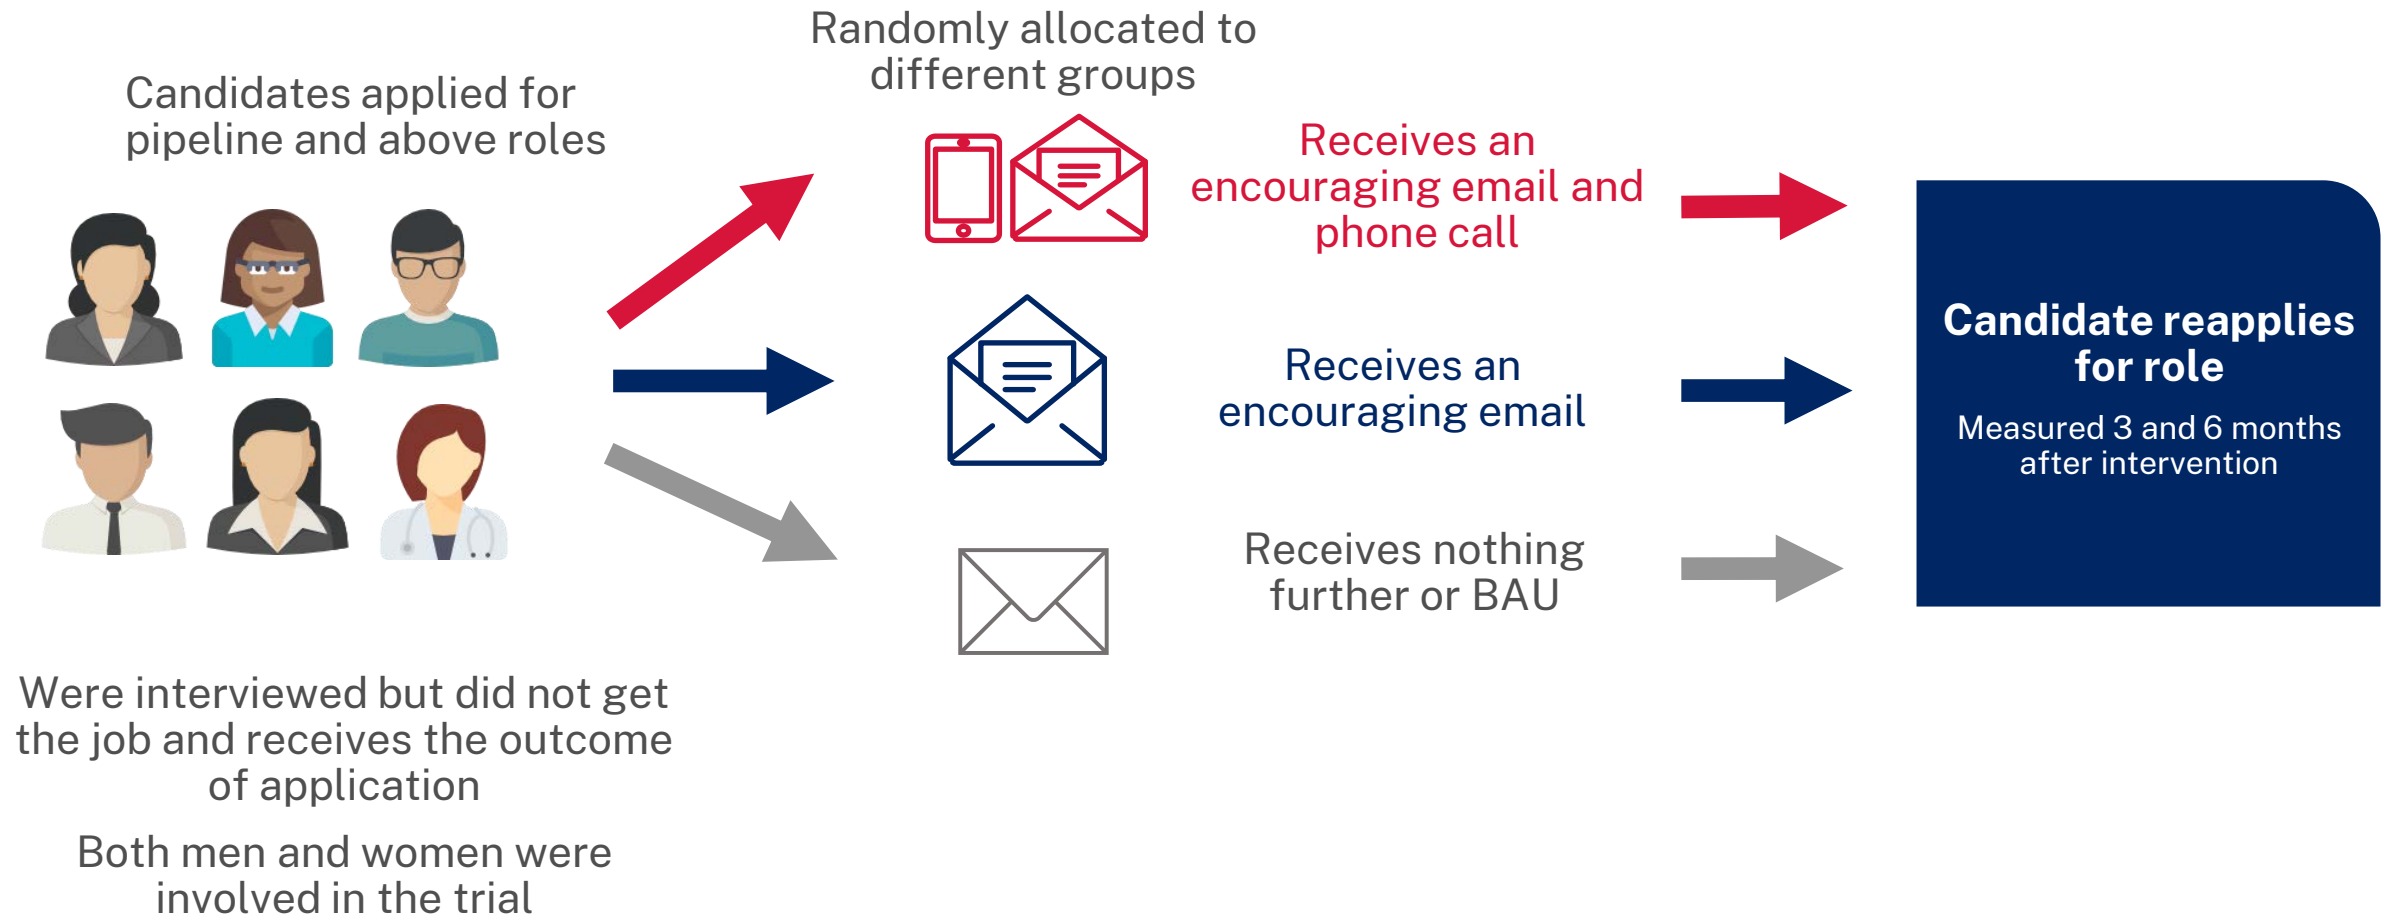 Candidates applied for
pipeline and above roles
Were interviewed but did not get
the job and receives the outcome
of application
Both men and women were
involved in the trial
Randomly allocated to
different groups
Receives an
encouraging email and
phone call
Receives an
encouraging email
Receives nothing
further or BAU
Candidate reapplies
for role
Measured 3 and 6 months
after intervention